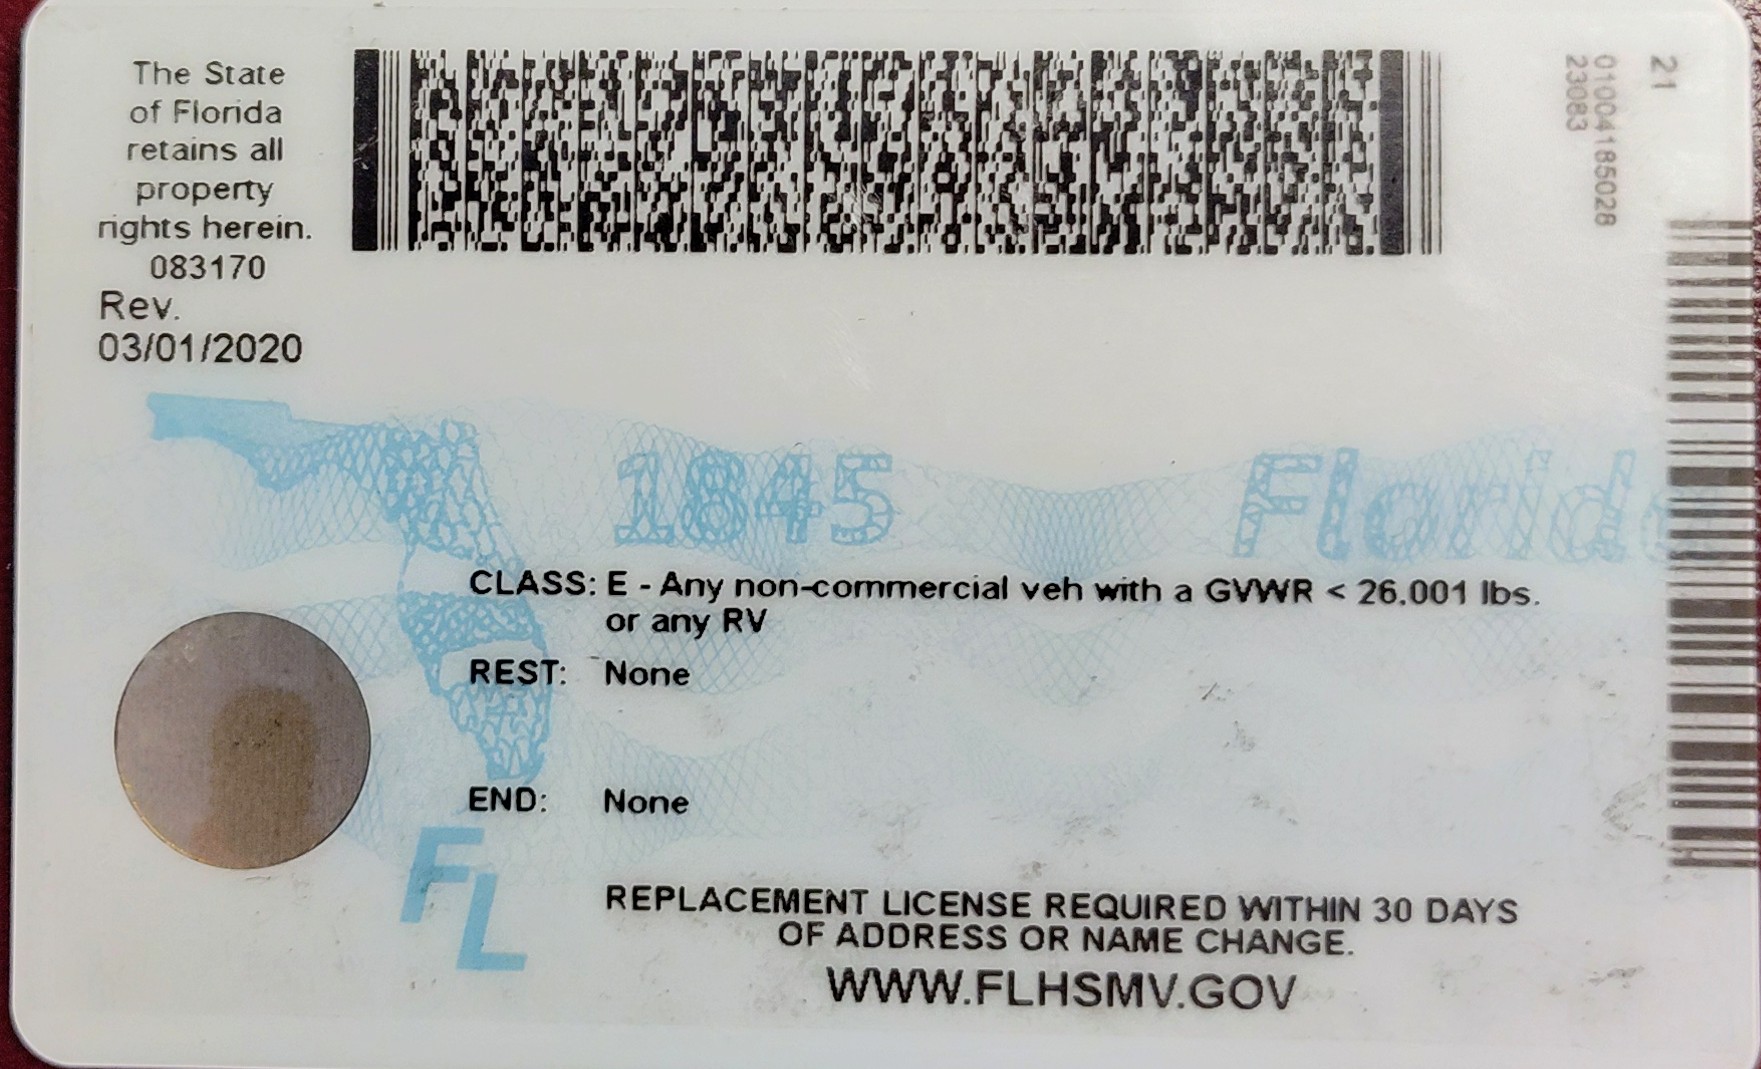 The State
of Florida
retains all
property
rights herein.
083170
Rev.
03/01/2020
21
01004185028
23083
1845
Florida
CLASS: E - Any non-commercial veh with a GVWR < 26,001 lbs.
or any RV
REST: None
END: None
FL
REPLACEMENT LICENSE REQUIRED WITHIN 30 DAYS
OF ADDRESS OR NAME CHANGE.
WWW.FLHSMV.GOV